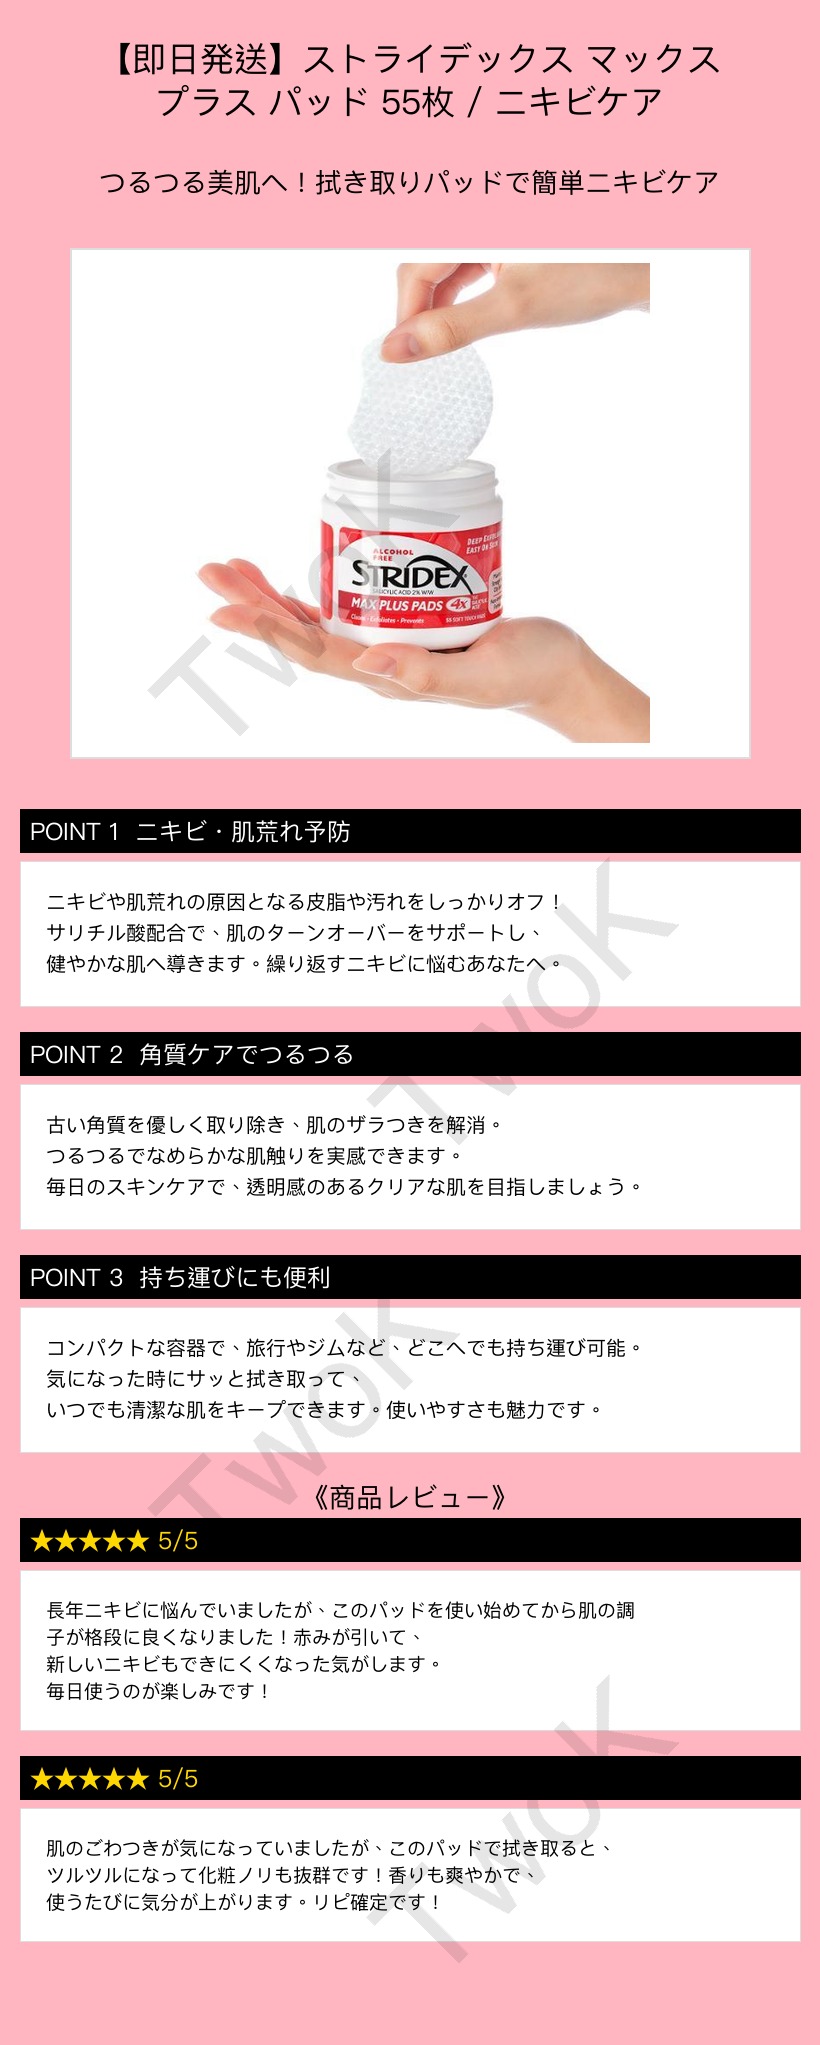 【即日発送】ストライデックス マックス
プラス パッド 55枚 / ニキビケア
つるつる美肌へ！拭き取りパッドで簡単ニキビケア
ALCOHOL
FREE
DEEP
EASY ON
STRIDEX
SALICYLIC ACID 2% W/W
MAX PLUS PADS 4x
Exfoliates • Prevents
55 SOFT TOUCH PADS
TwoK
POINT 1 ニキビ・肌荒れ予防
ニキビや肌荒れの原因となる皮脂や汚れをしっかりオフ！
サリチル酸配合で、肌のターンオーバーをサポートし、
健やかな肌へ導きます。繰り返すニキビに悩むあなたへ。
TwoK
POINT 2 角質ケアでつるつる
古い角質を優しく取り除き、肌のザラつきを解消。
つるつるでなめらかな肌触りを実感できます。
毎日のスキンケアで、透明感のあるクリアな肌を目指しましょう。
POINT 3 持ち運びにも便利
コンパクトな容器で、旅行やジムなど、どこへでも持ち運び可能。
気になった時にサッと拭き取って、
いつでも清潔な肌をキープできます。使いやすさも魅力です。
TwoK
《商品レビュー》
★★★★★ 5/5
長年ニキビに悩んでいましたが、このパッドを使い始めてから肌の調
子が格段に良くなりました！赤みが引いて、
新しいニキビもできにくくなった気がします。
毎日使うのが楽しみです！
★★★★★ 5/5
肌のごわつきが気になっていましたが、このパッドで拭き取ると、
ツルツルになって化粧ノリも抜群です！香りも爽やかで、
使うたびに気分が上がります。リピ確定です！
TwoK